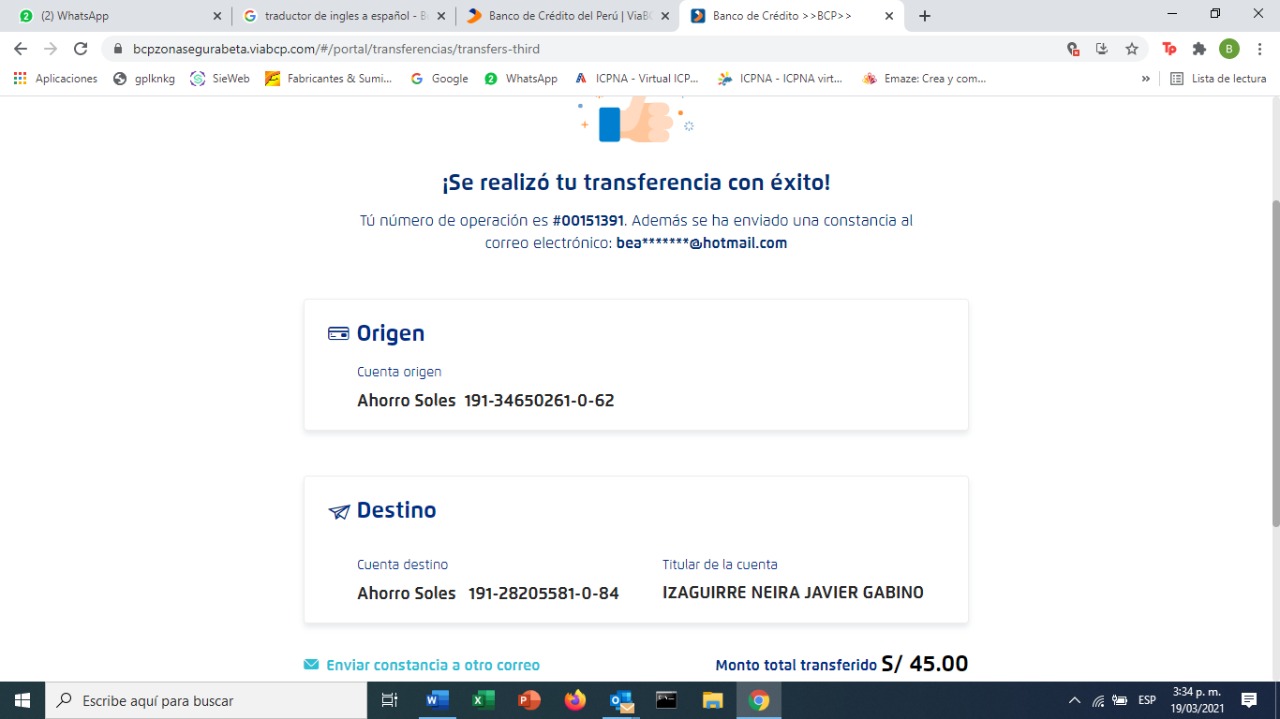 (2) WhatsApp
traductor de ingles a español - B
Banco de Crédito del Perú | ViaBC
Banco de Crédito >>BCP>>
bcpzonasegurabeta.viabcp.com/#/portal/transferencias/transfers-third
B
Aplicaciones
gplknkg
SieWeb
Fabricantes & Sumi...
Google
WhatsApp
ICPNA - Virtual ICP...
ICPNA - ICPNA virt...
Emaze: Crea y com...
»
Lista de lectura
¡Se realizó tu transferencia con éxito!
Tú número de operación es #00151391. Además se ha enviado una constancia al
correo electrónico: bea*******@hotmail.com
Origen
Cuenta origen
Ahorro Soles 191-34650261-0-62
Destino
Cuenta destino
Titular de la cuenta
Ahorro Soles 191-28205581-0-84
IZAGUIRRE NEIRA JAVIER GABINO
Enviar constancia a otro correo
Monto total transferido S/ 45.00
Escribe aquí para buscar
ESP
3:34 p. m.
19/03/2021